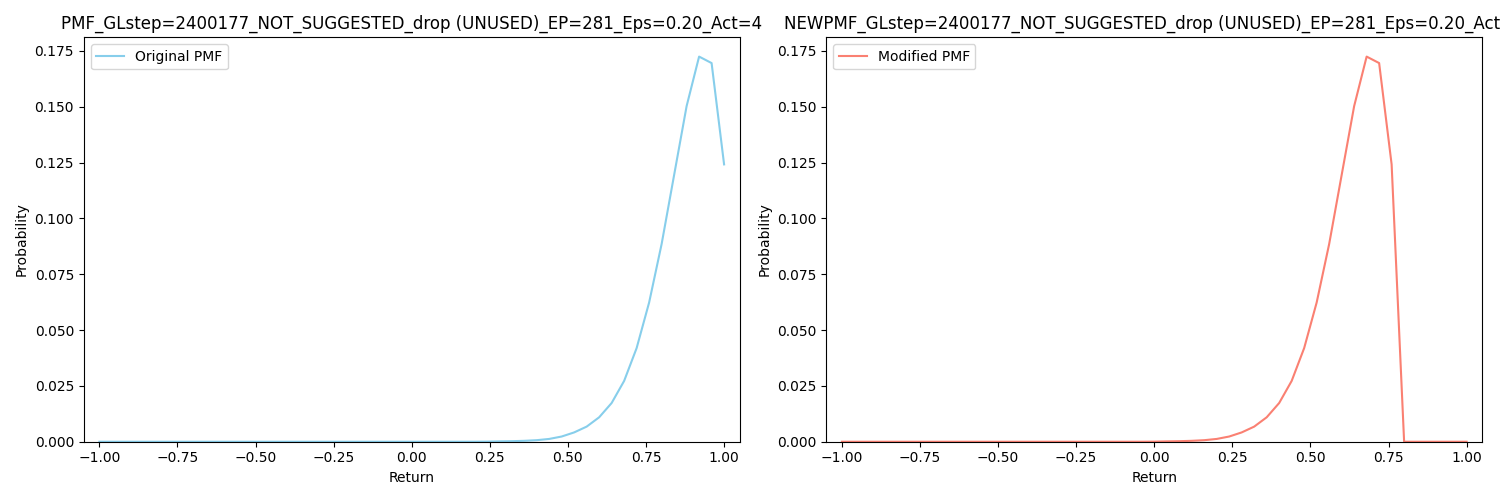 PMF_GLstep=2400177_NOT_SUGGESTED_drop (UNUSED)_EP=281_Eps=0.20_Act=4
NEWPMF_GLstep=2400177_NOT_SUGGESTED_drop (UNUSED)_EP=281_Eps=0.20_Act
Original PMF
0.175
0.150
0.125
0.100
0.075
0.050
0.025
0.000
Probability
−1.00 −0.75 −0.50 −0.25 0.00 0.25 0.50 0.75 1.00
Return
Modified PMF
0.175
0.150
0.125
0.100
0.075
0.050
0.025
0.000
Probability
−1.00 −0.75 −0.50 −0.25 0.00 0.25 0.50 0.75 1.00
Return